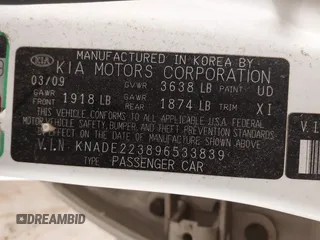 MANUFACTURED IN KOREA BY
KIA KIA MOTORS CORPORATION
03/09 GVWR 3638 LB PAINT UD
GAWR FRONT 1918 LB GAWR REAR 1874 LB TRIM XI
THIS VEHICLE CONFORMS TO ALL APPLICABLE U.S.A. FEDERAL
MOTOR VEHICLE SAFETY, BUMPER, AND THEFT PREVENTION
STANDARDS IN EFFECT ON THE DATE OF MANUFACTURE SHOWN ABOVE.
V.I.N: KNADE223896533839
PASSENGER CAR
V.I.
DREAMBID